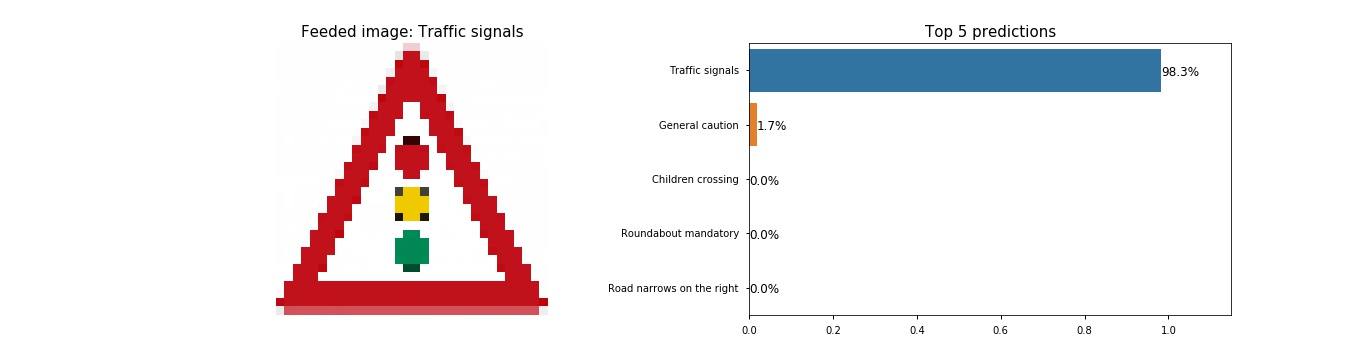 Feeded image: Traffic signals
Top 5 predictions
Traffic signals 98.3%
General caution 1.7%
Children crossing 0.0%
Roundabout mandatory 0.0%
Road narrows on the right 0.0%
0.0 0.2 0.4 0.6 0.8 1.0